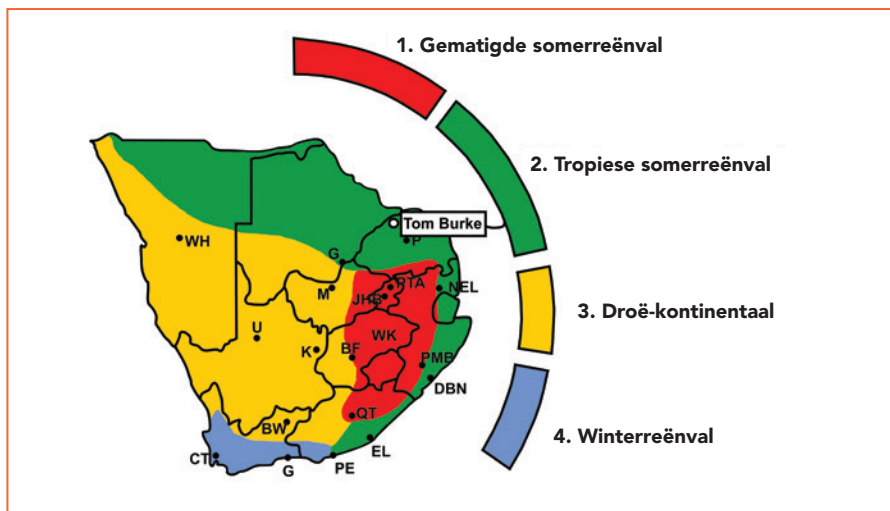 1. Gematigde somerreënval
2. Tropiese somerreënval
Tom Burke
P
WH
G
M
PTA
NEL
JHB
3. Droë-kontinentaal
U
WK
K
BF
PMB
DBN
QT
BW
4. Winterreënval
EL
CT
G
PE